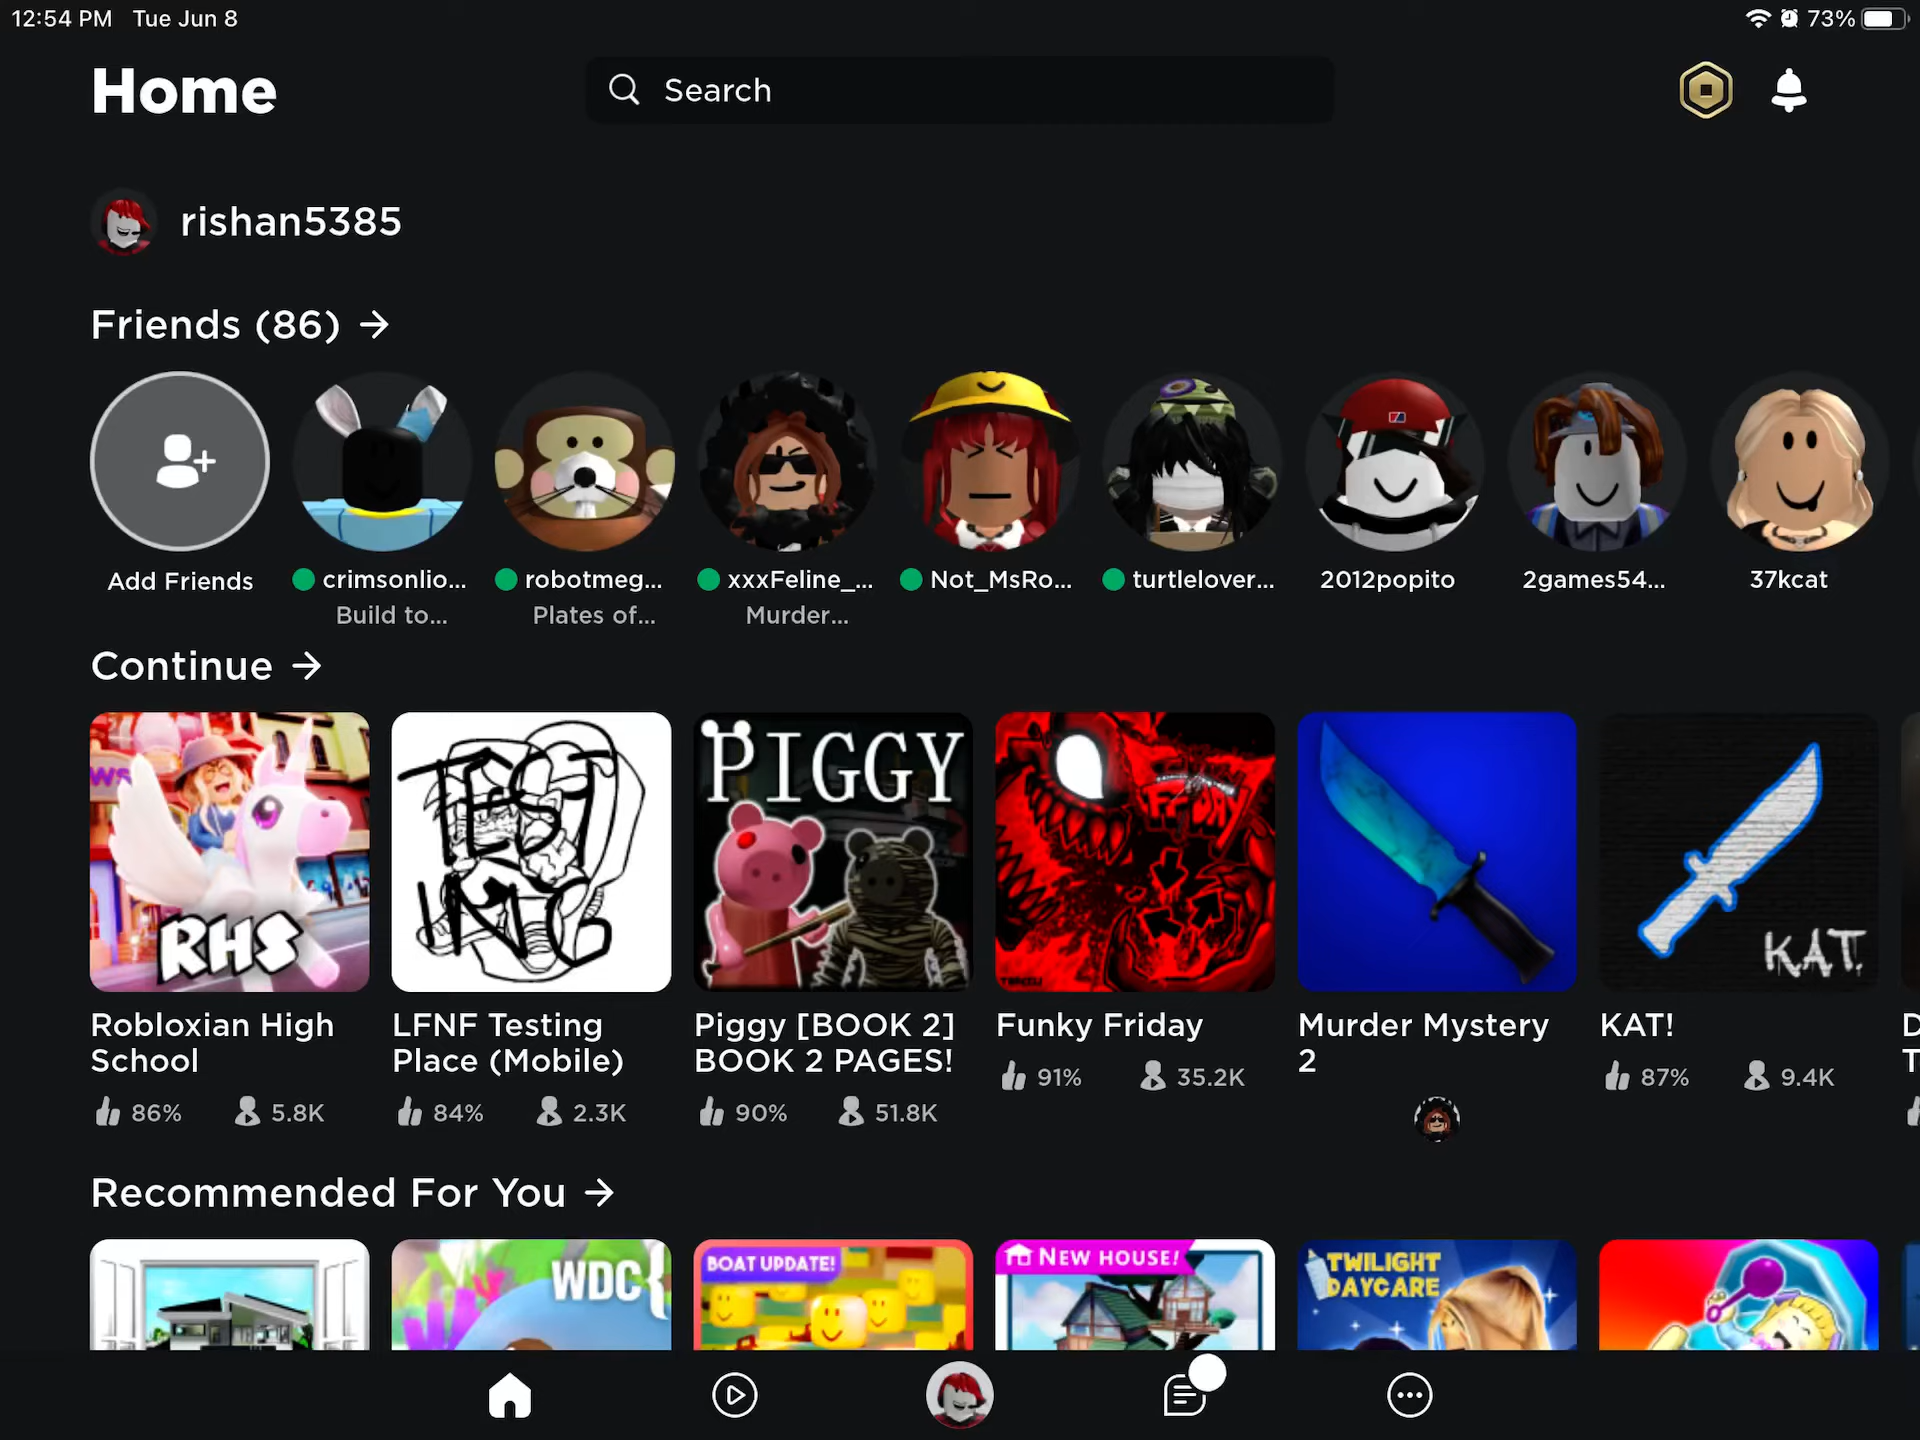 12:54 PM Tue Jun 8
73%
Home
Search
rishan5385
Friends (86)
Add Friends
crimsonlio...
robotmeg...
xxxFeline_...
Not_MsRo...
turtlelover...
2012popito
2games54...
37kcat
Build to...
Plates of...
Murder...
Continue
RHS
TEST
ING
PIGGY
KAT.
Robloxian High
School
86% 5.8K
LFNF Testing
Place (Mobile)
84% 2.3K
Piggy [BOOK 2]
BOOK 2 PAGES!
90% 51.8K
Funky Friday
91% 35.2K
Murder Mystery
2
KAT!
87% 9.4K
Recommended For You
WDC
BOAT UPDATE!
NEW HOUSE!
TWILIGHT
DAYCARE